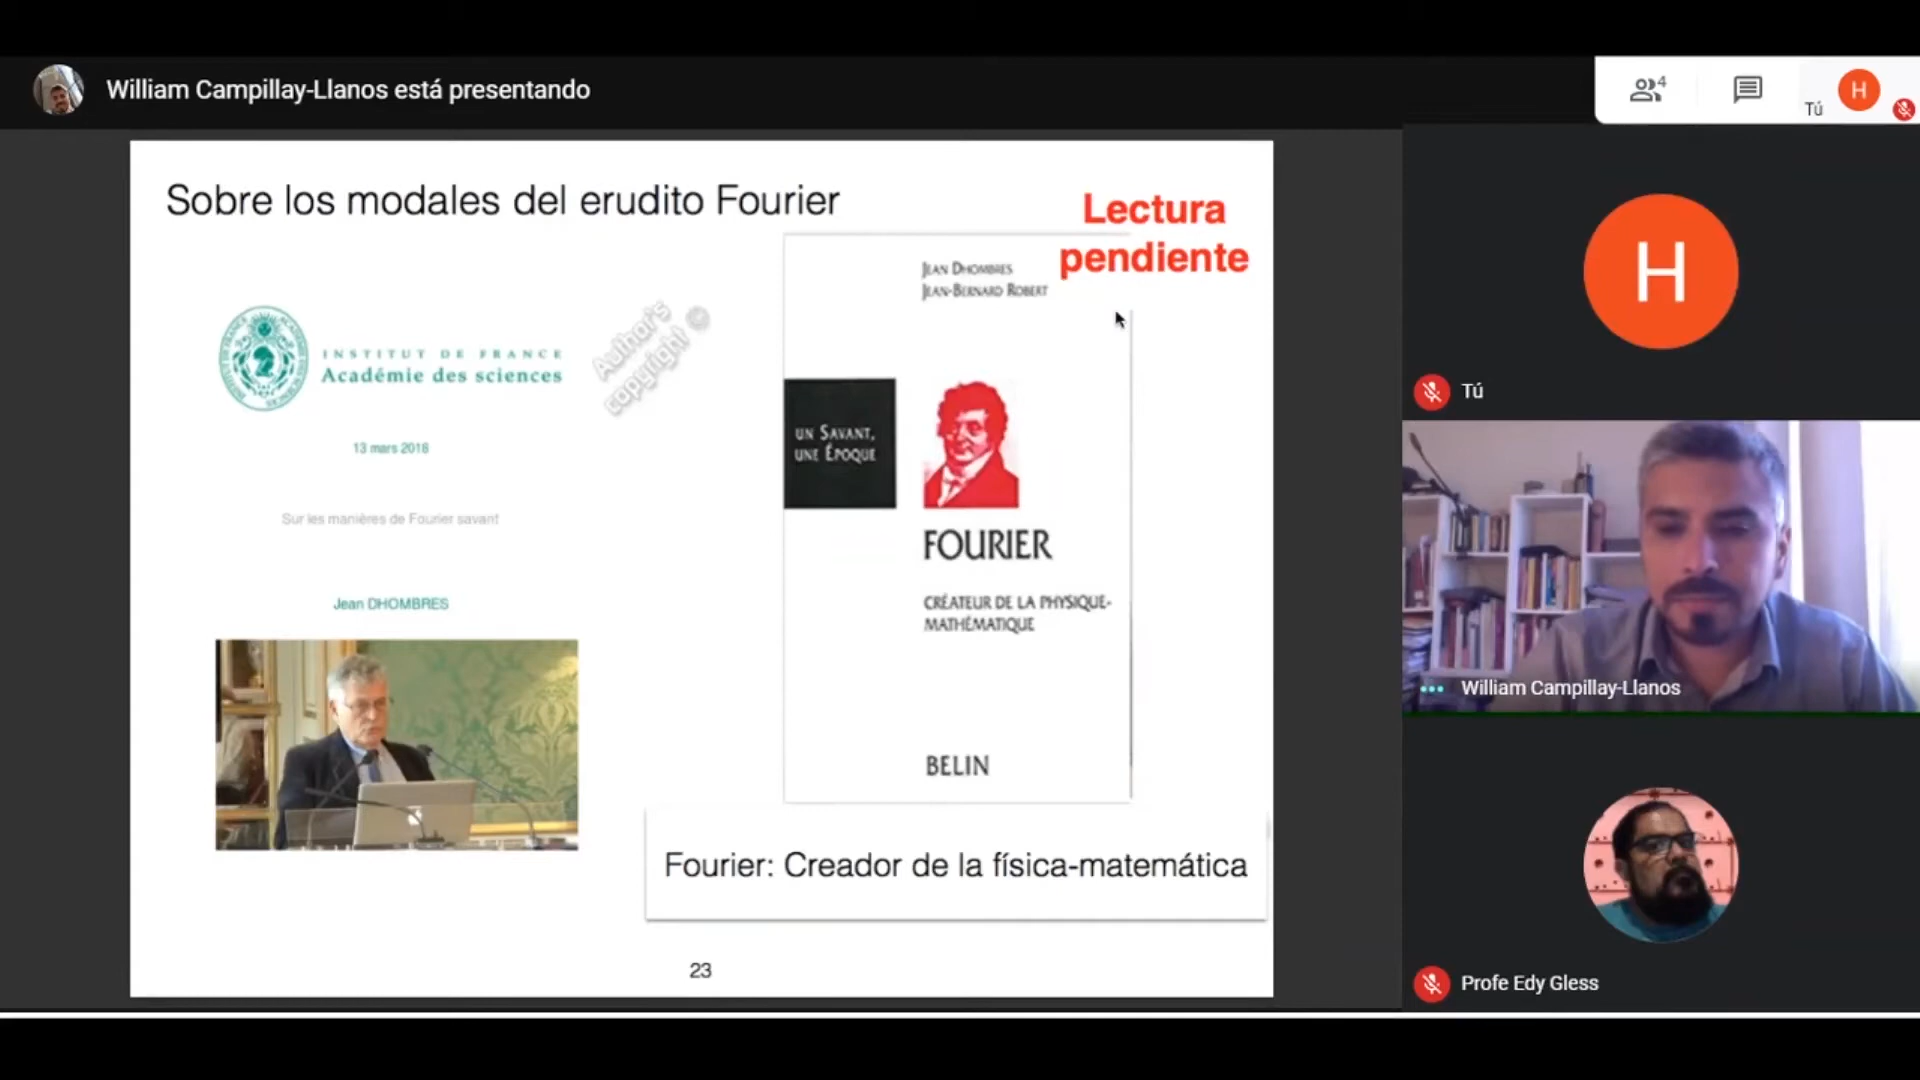 William Campillay-Llanos está presentando
4
Tú
H
Sobre los modales del erudito Fourier
Lectura
pendiente
INSTITUT DE FRANCE
Académie des sciences
Author's
copyright ©
13 mars 2018
Sur les manières de Fourier savant
Jean DHOMBRES
JEAN DHOMBRES
JEAN-BERNARD ROBERT
UN SAVANT,
UNE ÉPOQUE
FOURIER
CRÉATEUR DE LA PHYSIQUE-
MATHÉMATIQUE
BELIN
Fourier: Creador de la física-matemática
23
H
Tú
William Campillay-Llanos
Profe Edy Gless